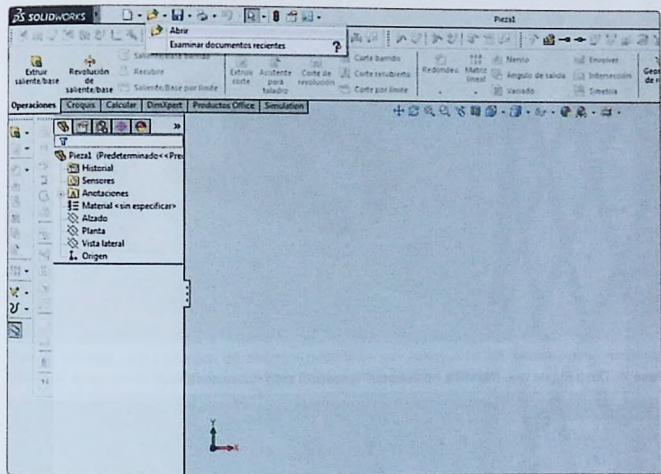 SOLIDWORKS
Pieza1
Abrir
Examinar documentos recientes
Extruir saliente/base
Revolución de saliente/base
Recubrir
Saliente/Base por límite
Extruir corte
Asistente para taladro
Corte de revolución
Corte barrido
Corte recubierto
Corte por límite
Redondeo
Matriz lineal
Nervio
Ángulo de salida
Vaciado
Envolver
Intersección
Simetría
Operaciones
Croquis
Calcular
DimXpert
Productos Office
Simulation
Pieza1 (Predeterminado<<Pre
Historial
Sensores
Anotaciones
Material <sin especificar>
Alzado
Planta
Vista lateral
Origen
Y
X